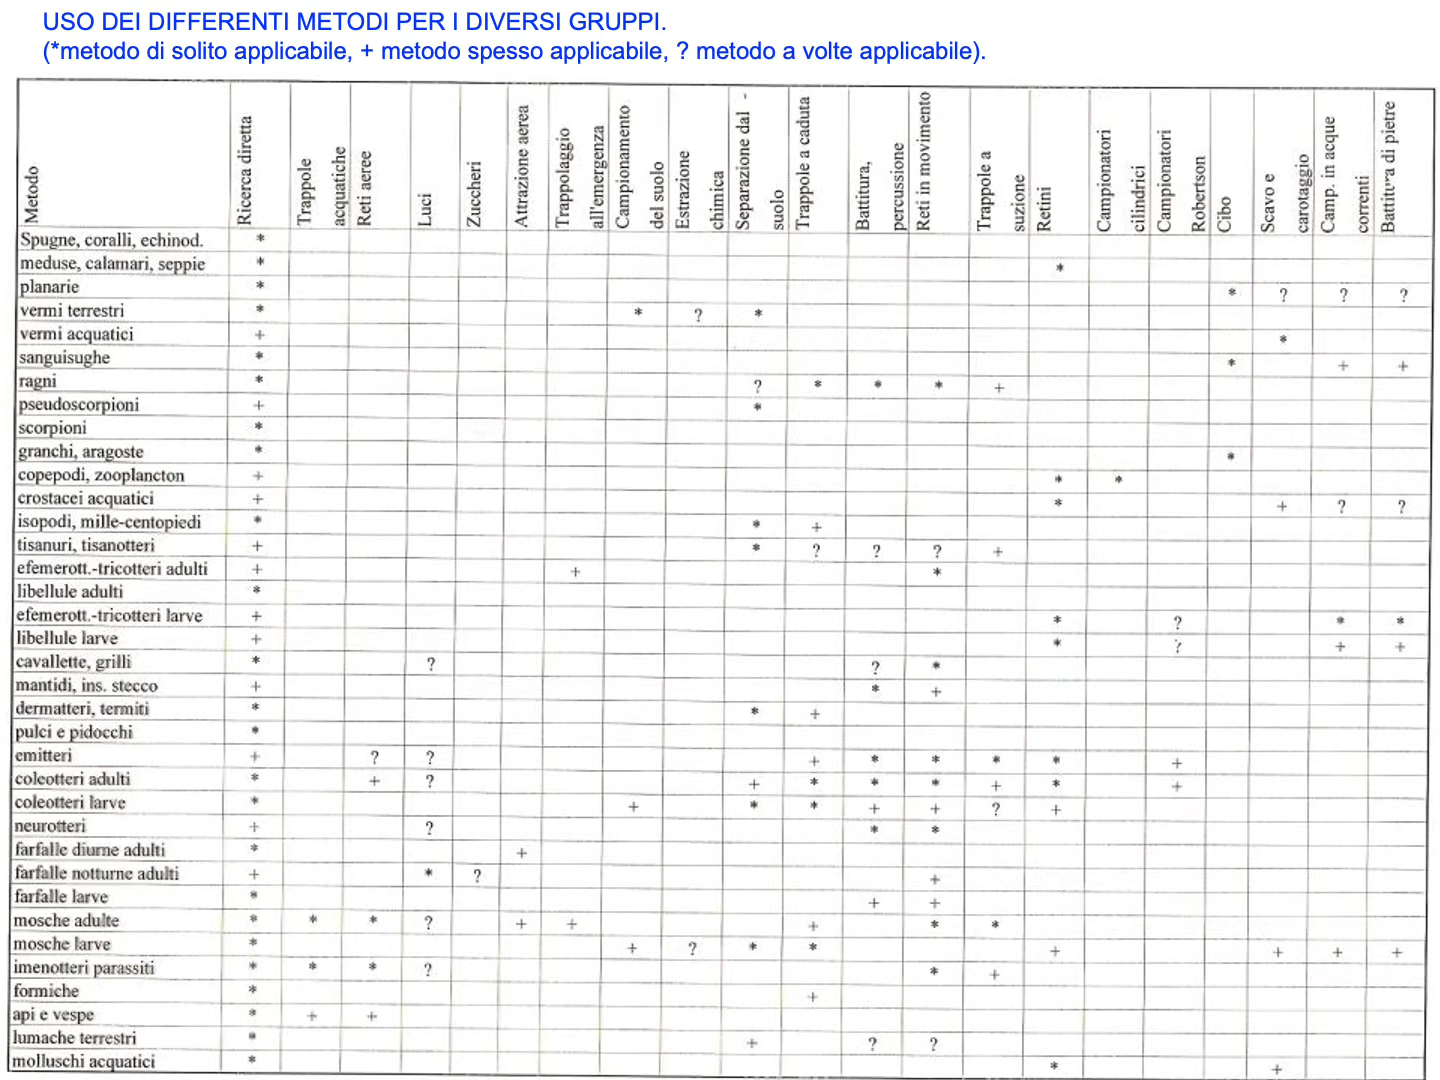 USO DEI DIFFERENTI METODI PER I DIVERSI GRUPPI.
(*metodo di solito applicabile, + metodo spesso applicabile, ? metodo a volte applicabile).
Metodo
Ricerca diretta
Trappole acquatiche
Reti aeree
Luci
Zuccheri
Attrazione aerea
Trappolaggio all'emergenza
Campionamento del suolo
Estrazione chimica
Separazione dal - suolo
Trappole a caduta
Battitura, percussione
Reti in movimento
Trappole a suzione
Retini
Campionatori cilindrici
Campionatori Robertson
Cibo
Scavo e carotaggio
Camp. in acque correnti
Battitura di pietre
Spugne, coralli, echinod. *
meduse, calamari, seppie * *
planarie * * ? ? ?
vermi terrestri * * ? *
vermi acquatici + *
sanguisughe * * + +
ragni * ? * * * +
pseudoscorpioni + *
scorpioni *
granchi, aragoste * *
copepodi, zooplancton + * *
crostacei acquatici + * + ? ?
isopodi, mille-centopiedi * * +
tisanuri, tisanotteri + * ? ? ? +
efemerott.-tricotteri adulti + + *
libellule adulti *
efemerott.-tricotteri larve + * ? * *
libellule larve + * ? + +
cavallette, grilli * ? ? *
mantidi, ins. stecco + * +
dermatteri, termiti * * +
pulci e pidocchi *
emitteri + ? ? + * * * * +
coleotteri adulti * + ? + * * * + * +
coleotteri larve * + * * + + ? +
neurotteri + ? * *
farfalle diurne adulti * +
farfalle notturne adulti + * ? +
farfalle larve * + +
mosche adulte * * * ? + + + * *
mosche larve * + ? * * + + + +
imenotteri parassiti * * * ? * +
formiche * +
api e vespe * + +
lumache terrestri * + ? ?
molluschi acquatici * * +